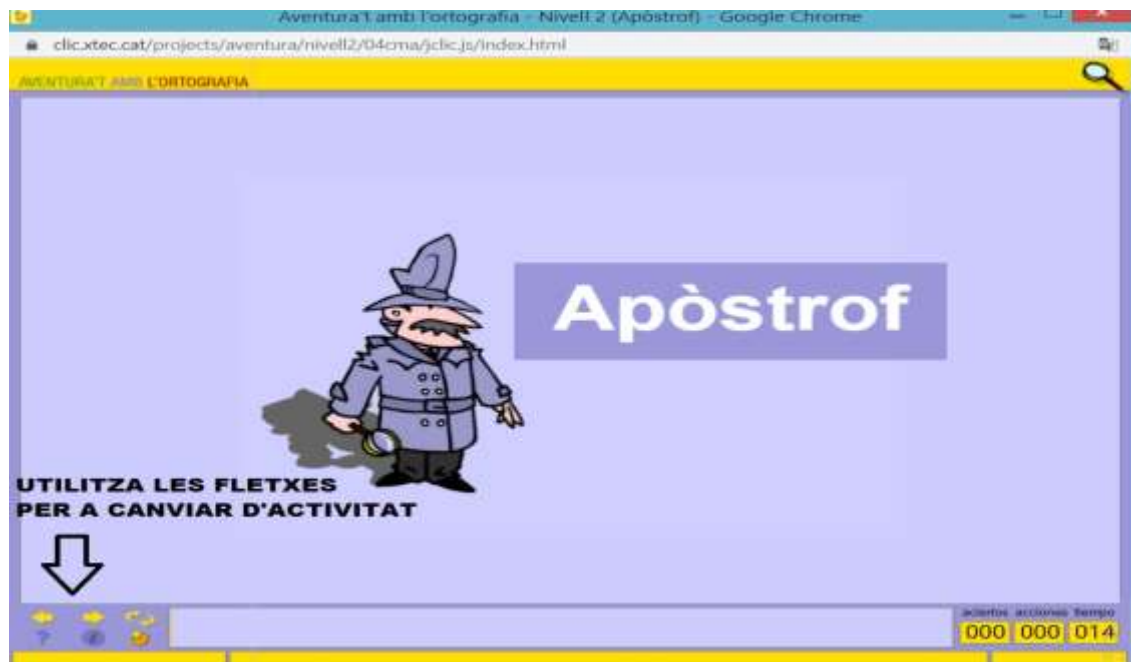 Aventura't amb l'ortografia - Nivell 2 (Apòstrof) - Google Chrome
clic.xtec.cat/projects/aventura/nivell2/04cma/jclic.js/index.html
AVENTURA'T AMB L'ORTOGRAFIA
Apòstrof
UTILITZA LES FLETXES
PER A CANVIAR D'ACTIVITAT
aciertos acciones tiempo
000 000 014